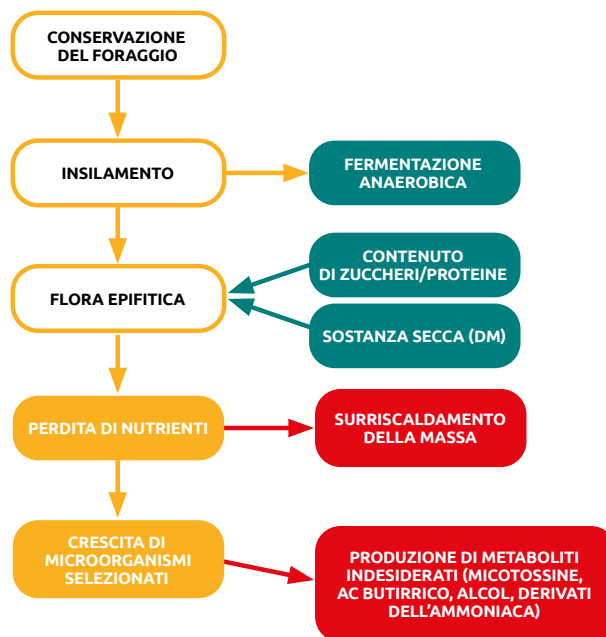 CONSERVAZIONE
DEL FORAGGIO
INSILAMENTO
FERMENTAZIONE
ANAEROBICA
CONTENUTO
DI ZUCCHERI/PROTEINE
FLORA EPIFITICA
SOSTANZA SECCA (DM)
PERDITA DI NUTRIENTI
SURRISCALDAMENTO
DELLA MASSA
CRESCITA DI
MICROORGANISMI
SELEZIONATI
PRODUZIONE DI METABOLITI
INDESIDERATI (MICOTOSSINE,
AC BUTIRRICO, ALCOL, DERIVATI
DELL'AMMONIACA)